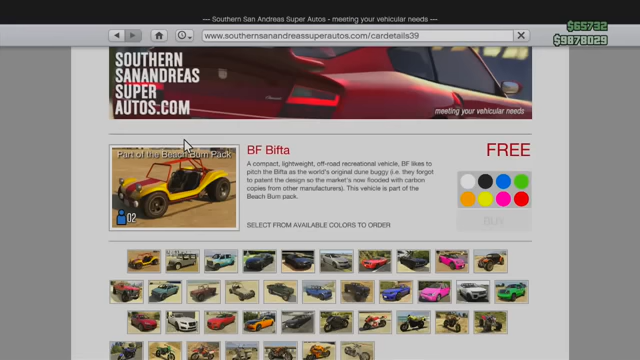 --- Southern San Andreas Super Autos - meeting your vehicular needs ---
$65732
$9878029
www.southernsanandreassuperautos.com/cardetails39
SOUTHERN
SANANDREAS
SUPER
AUTOS.COM
meeting your vehicular needs
Part of the Beach Bum Pack
02
BF Bifta
FREE
A compact, lightweight, off-road recreational vehicle, BF likes to
pitch the Bifta as the world's original dune buggy (i.e. they forgot
to patent the design so the market's now flooded with carbon
copies from other manufacturers). This vehicle is part of the
Beach Bum pack.
SELECT FROM AVAILABLE COLORS TO ORDER
BUY